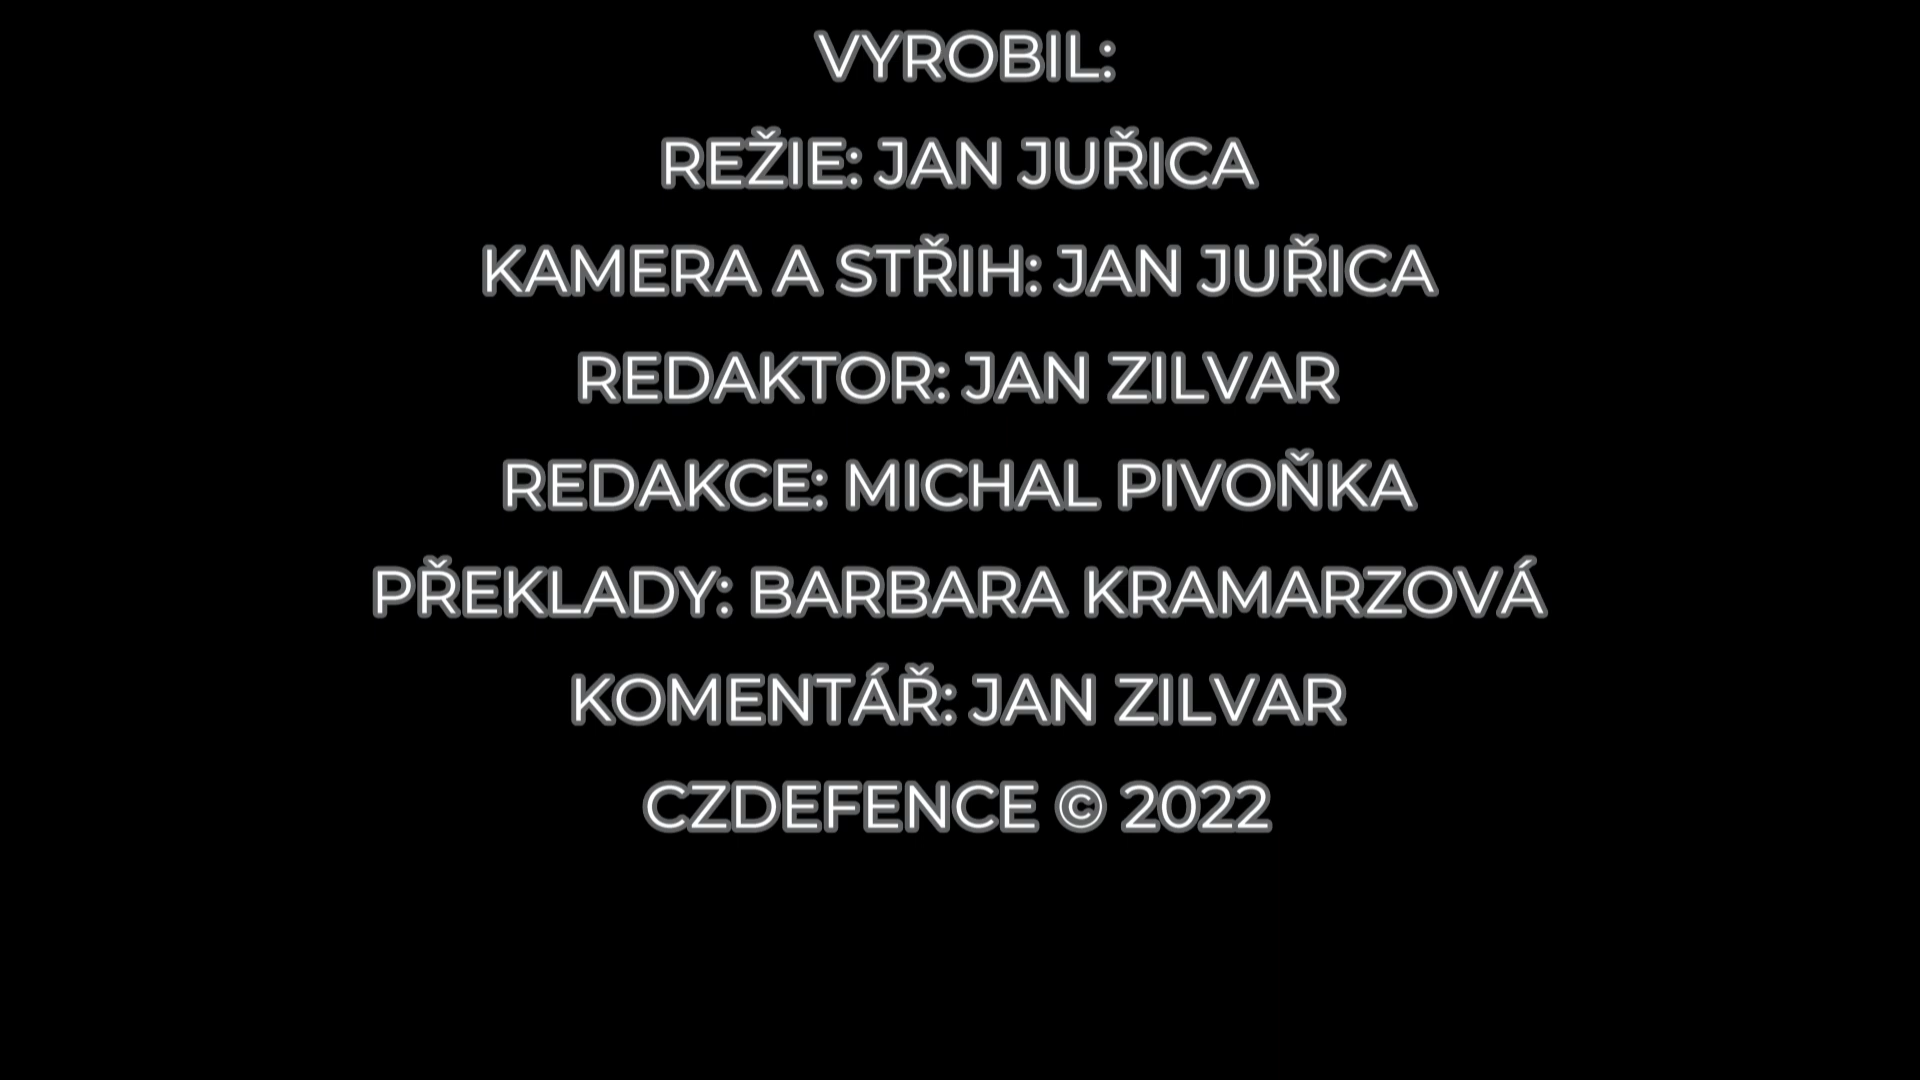 VYROBIL:
REŽIE: JAN JUŘICA
KAMERA A STŘIH: JAN JUŘICA
REDAKTOR: JAN ZILVAR
REDAKCE: MICHAL PIVOŇKA
PŘEKLADY: BARBARA KRAMARZOVÁ
KOMENTÁŘ: JAN ZILVAR
CZDEFENCE © 2022